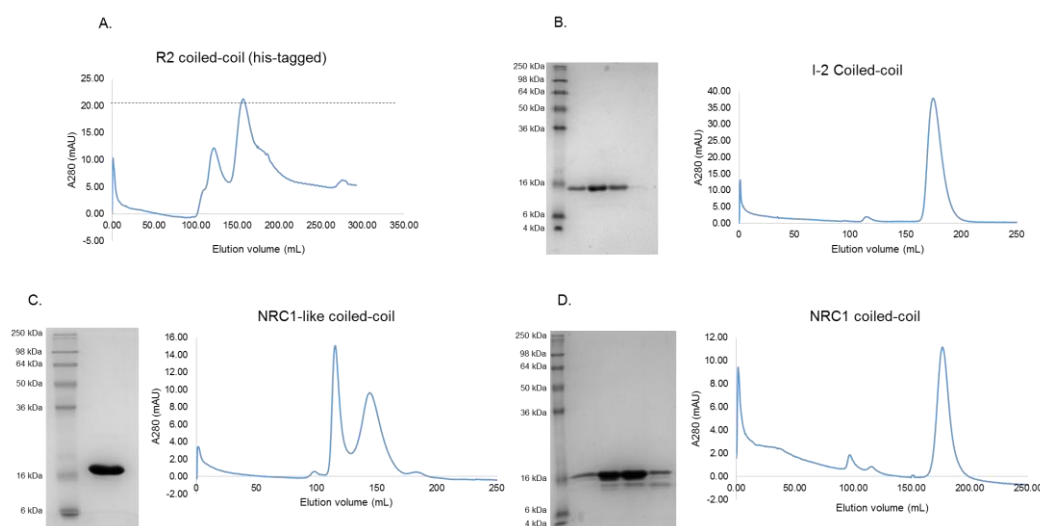 A.
R2 coiled-coil (his-tagged)
25.00
20.00
15.00
10.00
5.00
0.00
-5.00
A280 (mAU)
0.00 50.00 100.00 150.00 200.00 250.00 300.00 350.00
Elution volume (mL)
B.
250 kDa
98 kDa
64 kDa
50 kDa
36 kDa
16 kDa
6 kDa
4 kDa
I-2 Coiled-coil
40.00
35.00
30.00
25.00
20.00
15.00
10.00
5.00
0.00
A280 (mAU)
0 50 100 150 200 250
Elution volume (mL)
C.
250 kDa
98 kDa
64 kDa
50 kDa
36 kDa
16 kDa
6 kDa
NRC1-like coiled-coil
16.00
14.00
12.00
10.00
8.00
6.00
4.00
2.00
0.00
-2.00
A280 (mAU)
0 50 100 150 200 250
Elution volume (mL)
D.
250 kDa
98 kDa
64 kDa
50 kDa
36 kDa
16 kDa
6 kDa
4 kDa
NRC1 coiled-coil
12.00
10.00
8.00
6.00
4.00
2.00
0.00
-2.00
A280 (mAU)
0.00 50.00 100.00 150.00 200.00 250.00
Elution volume (mL)